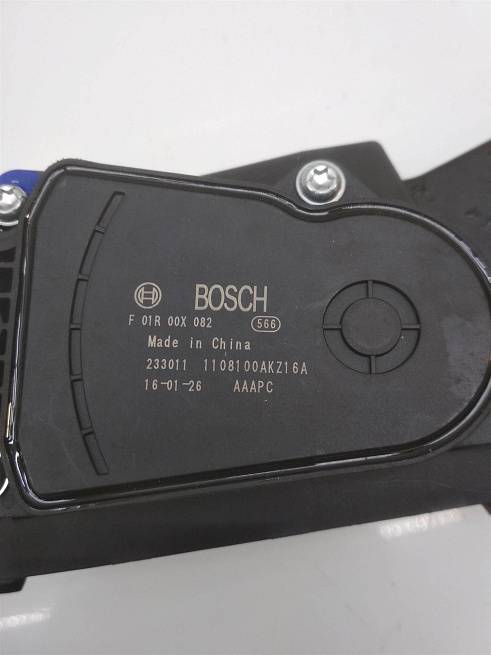 BOSCH
F 01R 00X 082 566
Made in China
233011 1108100AKZ16A
16-01-26 AAAPC